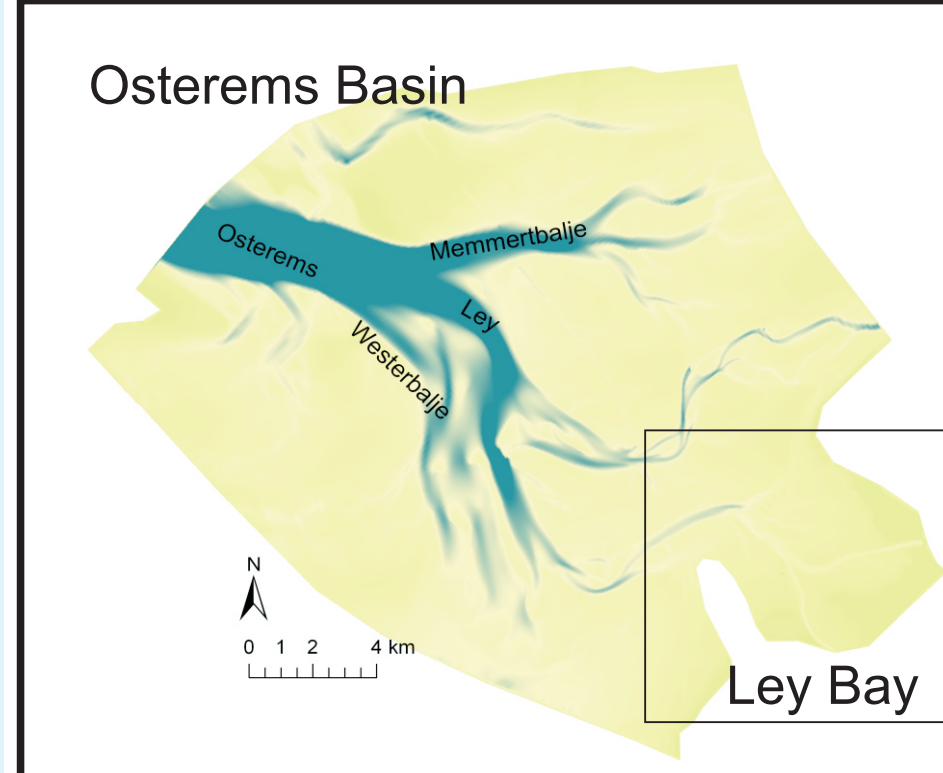 Osterems Basin
Osterems
Memmertbalje
Ley
Westerbalje
N
0 1 2 4 km
Ley Bay